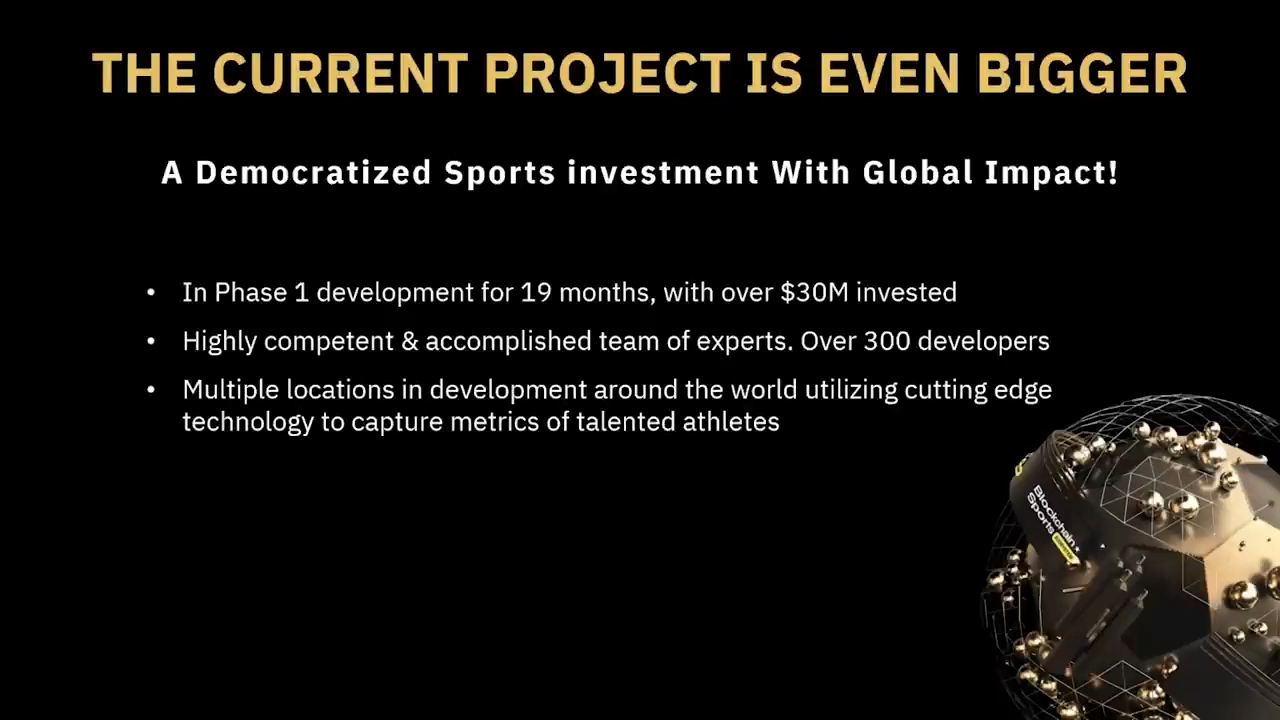 THE CURRENT PROJECT IS EVEN BIGGER
A Democratized Sports investment With Global Impact!
• In Phase 1 development for 19 months, with over $30M invested
• Highly competent & accomplished team of experts. Over 300 developers
• Multiple locations in development around the world utilizing cutting edge
technology to capture metrics of talented athletes
Blockchain
Sports